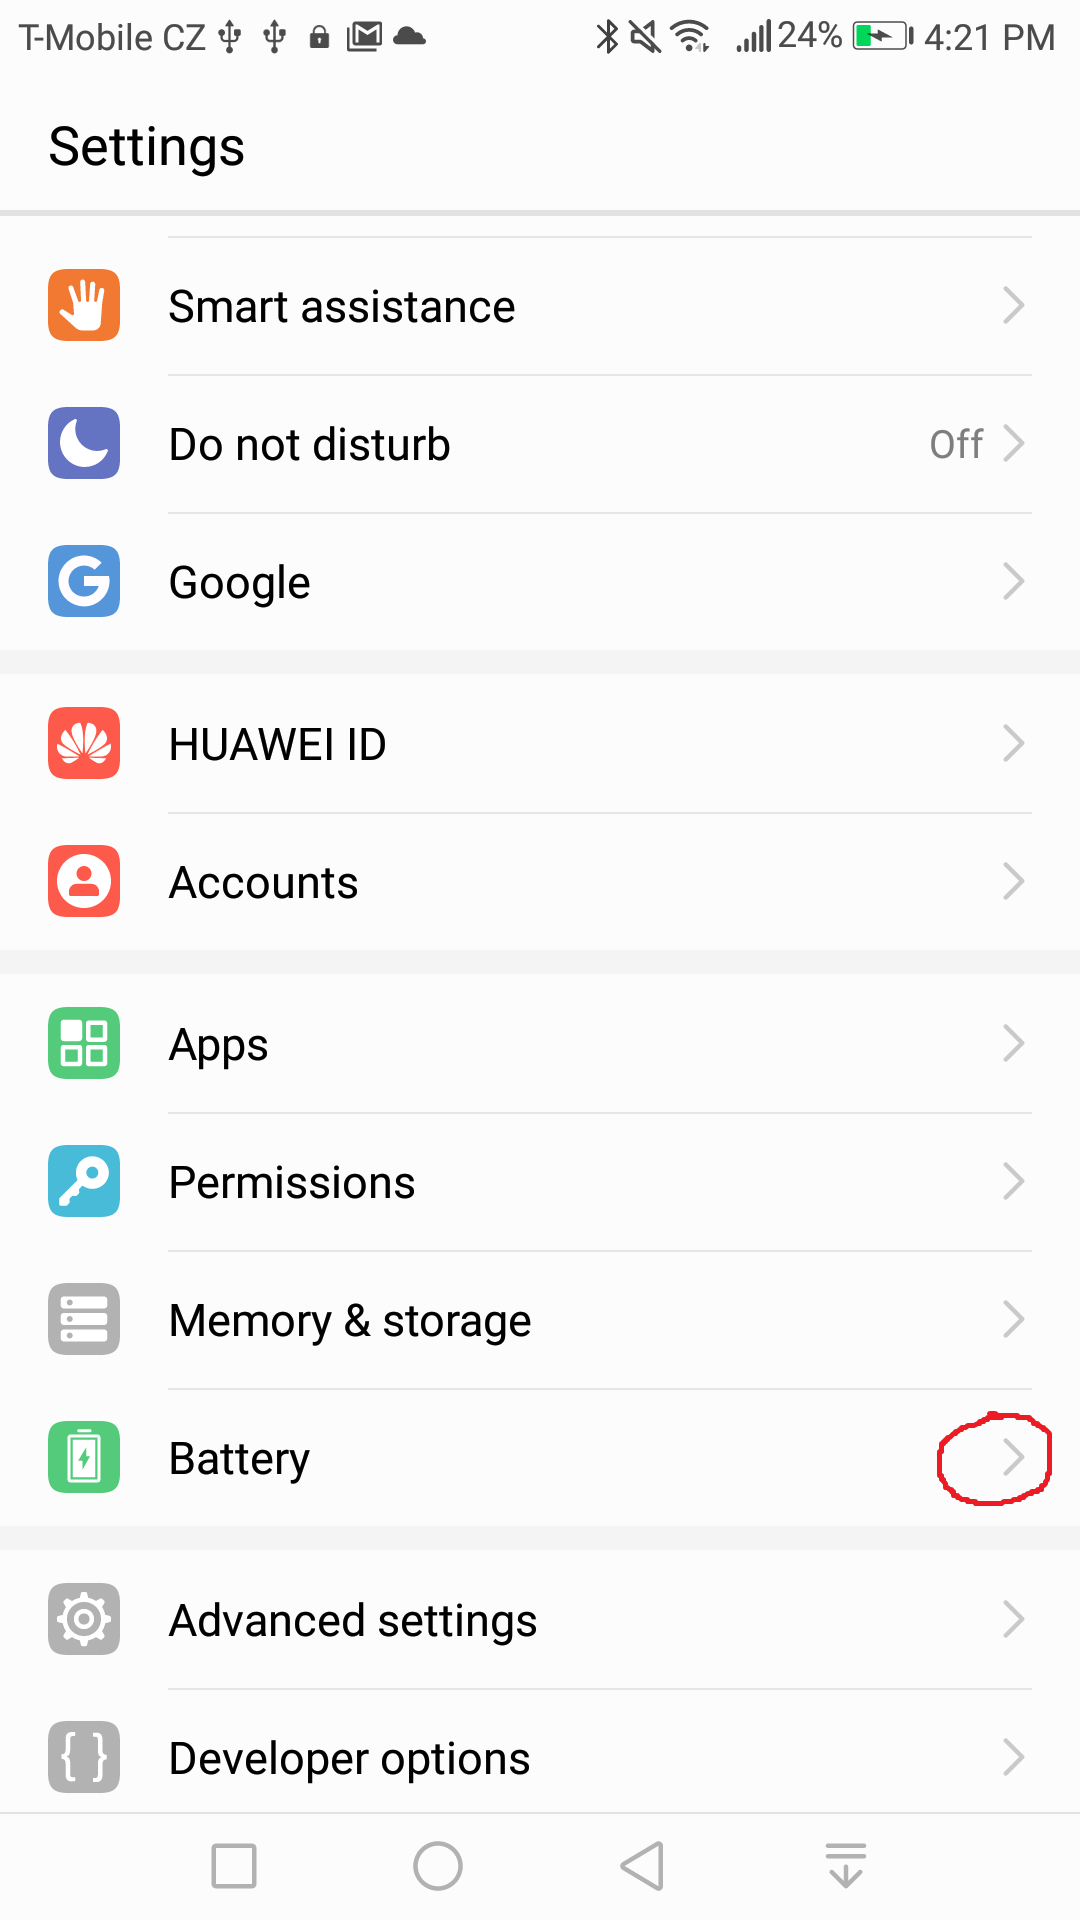 T-Mobile CZ 24% 4:21 PM
Settings
Smart assistance
Do not disturb Off
Google
HUAWEI ID
Accounts
Apps
Permissions
Memory & storage
Battery
Advanced settings
Developer options